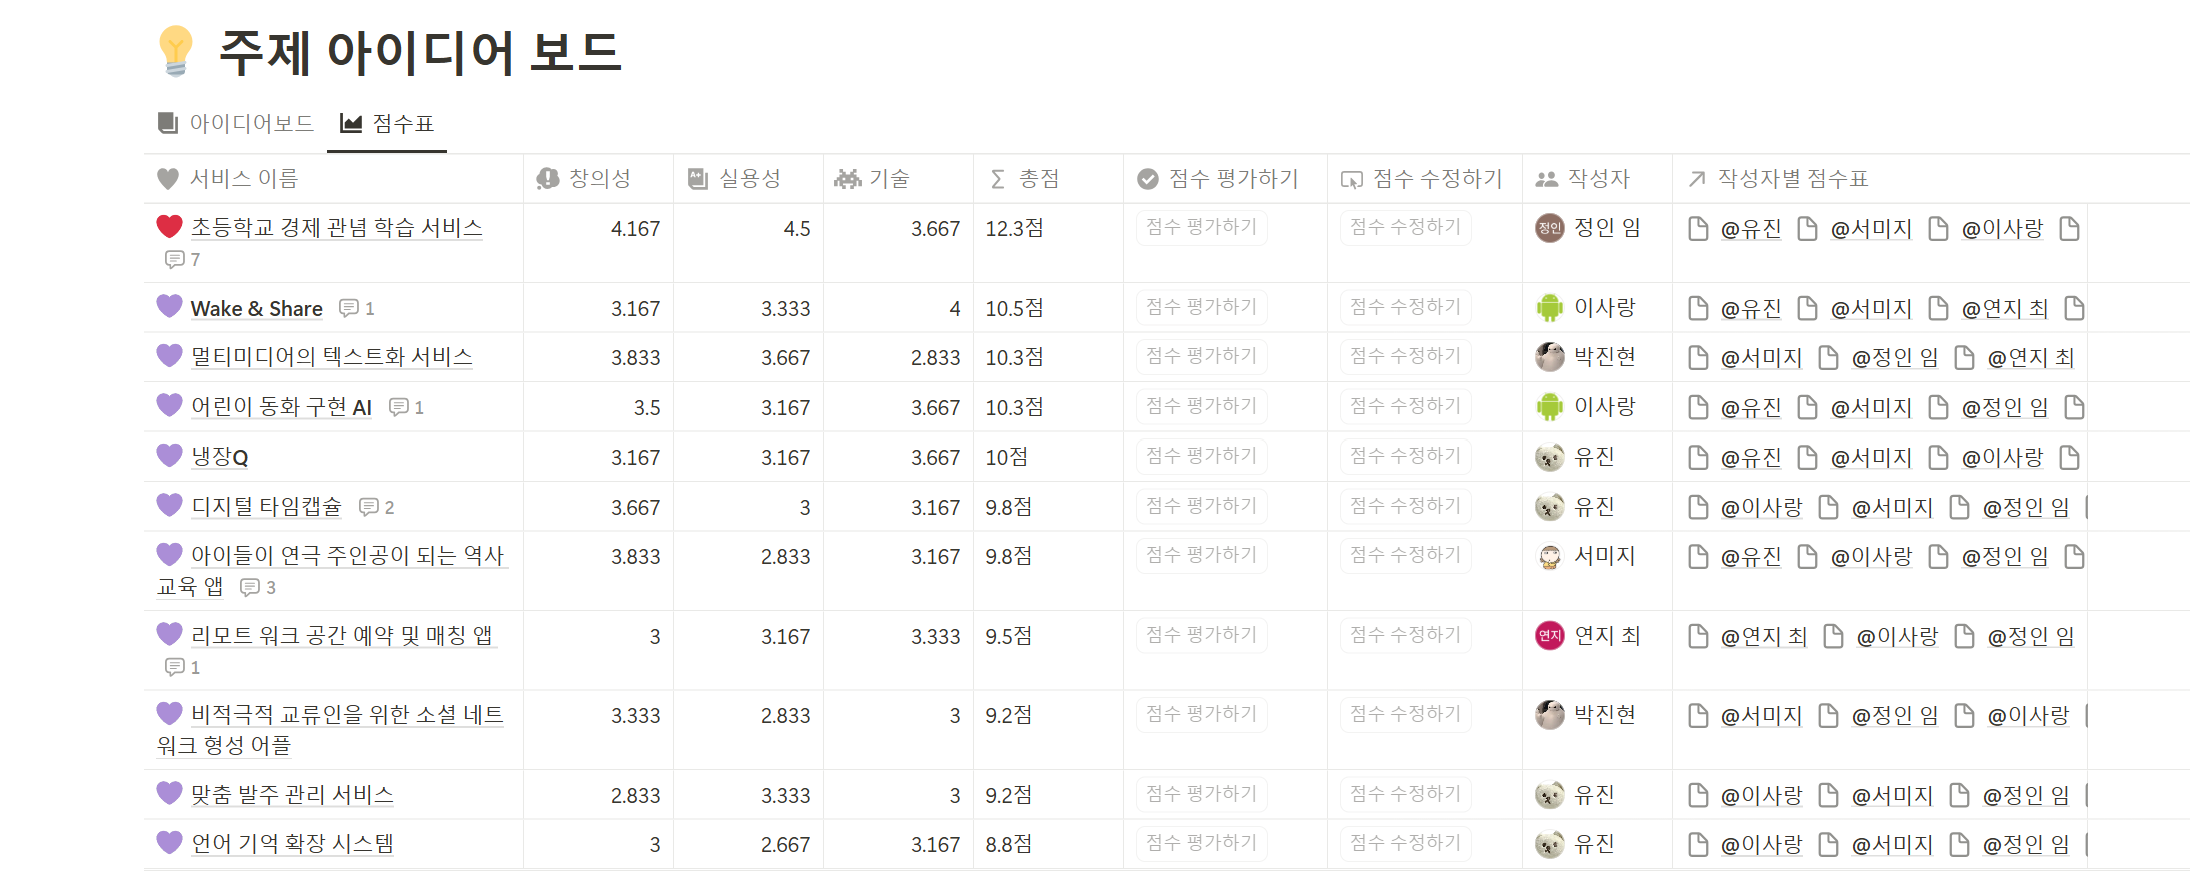 주제 아이디어 보드
아이디어보드 점수표
서비스 이름 창의성 실용성 기술 총점 점수 평가하기 점수 수정하기 작성자 작성자별 점수표
초등학교 경제 관념 학습 서비스 4.167 4.5 3.667 12.3점 점수 평가하기 점수 수정하기 정인 정인 임 @유진 @서미지 @이사랑
7
Wake & Share 1 3.167 3.333 4 10.5점 점수 평가하기 점수 수정하기 이사랑 @유진 @서미지 @연지 최
멀티미디어의 텍스트화 서비스 3.833 3.667 2.833 10.3점 점수 평가하기 점수 수정하기 박진현 @서미지 @정인 임 @연지 최
어린이 동화 구현 AI 1 3.5 3.167 3.667 10.3점 점수 평가하기 점수 수정하기 이사랑 @유진 @서미지 @정인 임
냉장Q 3.167 3.167 3.667 10점 점수 평가하기 점수 수정하기 유진 @유진 @서미지 @이사랑
디지털 타임캡슐 2 3.667 3 3.167 9.8점 점수 평가하기 점수 수정하기 유진 @이사랑 @서미지 @정인 임
아이들이 연극 주인공이 되는 역사 3.833 2.833 3.167 9.8점 점수 평가하기 점수 수정하기 서미지 @유진 @이사랑 @정인 임
교육 앱 3
리모트 워크 공간 예약 및 매칭 앱 3 3.167 3.333 9.5점 점수 평가하기 점수 수정하기 연지 연지 최 @연지 최 @이사랑 @정인 임
1
비적극적 교류인을 위한 소셜 네트 3.333 2.833 3 9.2점 점수 평가하기 점수 수정하기 박진현 @서미지 @정인 임 @이사랑
워크 형성 어플
맞춤 발주 관리 서비스 2.833 3.333 3 9.2점 점수 평가하기 점수 수정하기 유진 @이사랑 @서미지 @정인 임
언어 기억 확장 시스템 3 2.667 3.167 8.8점 점수 평가하기 점수 수정하기 유진 @이사랑 @서미지 @정인 임